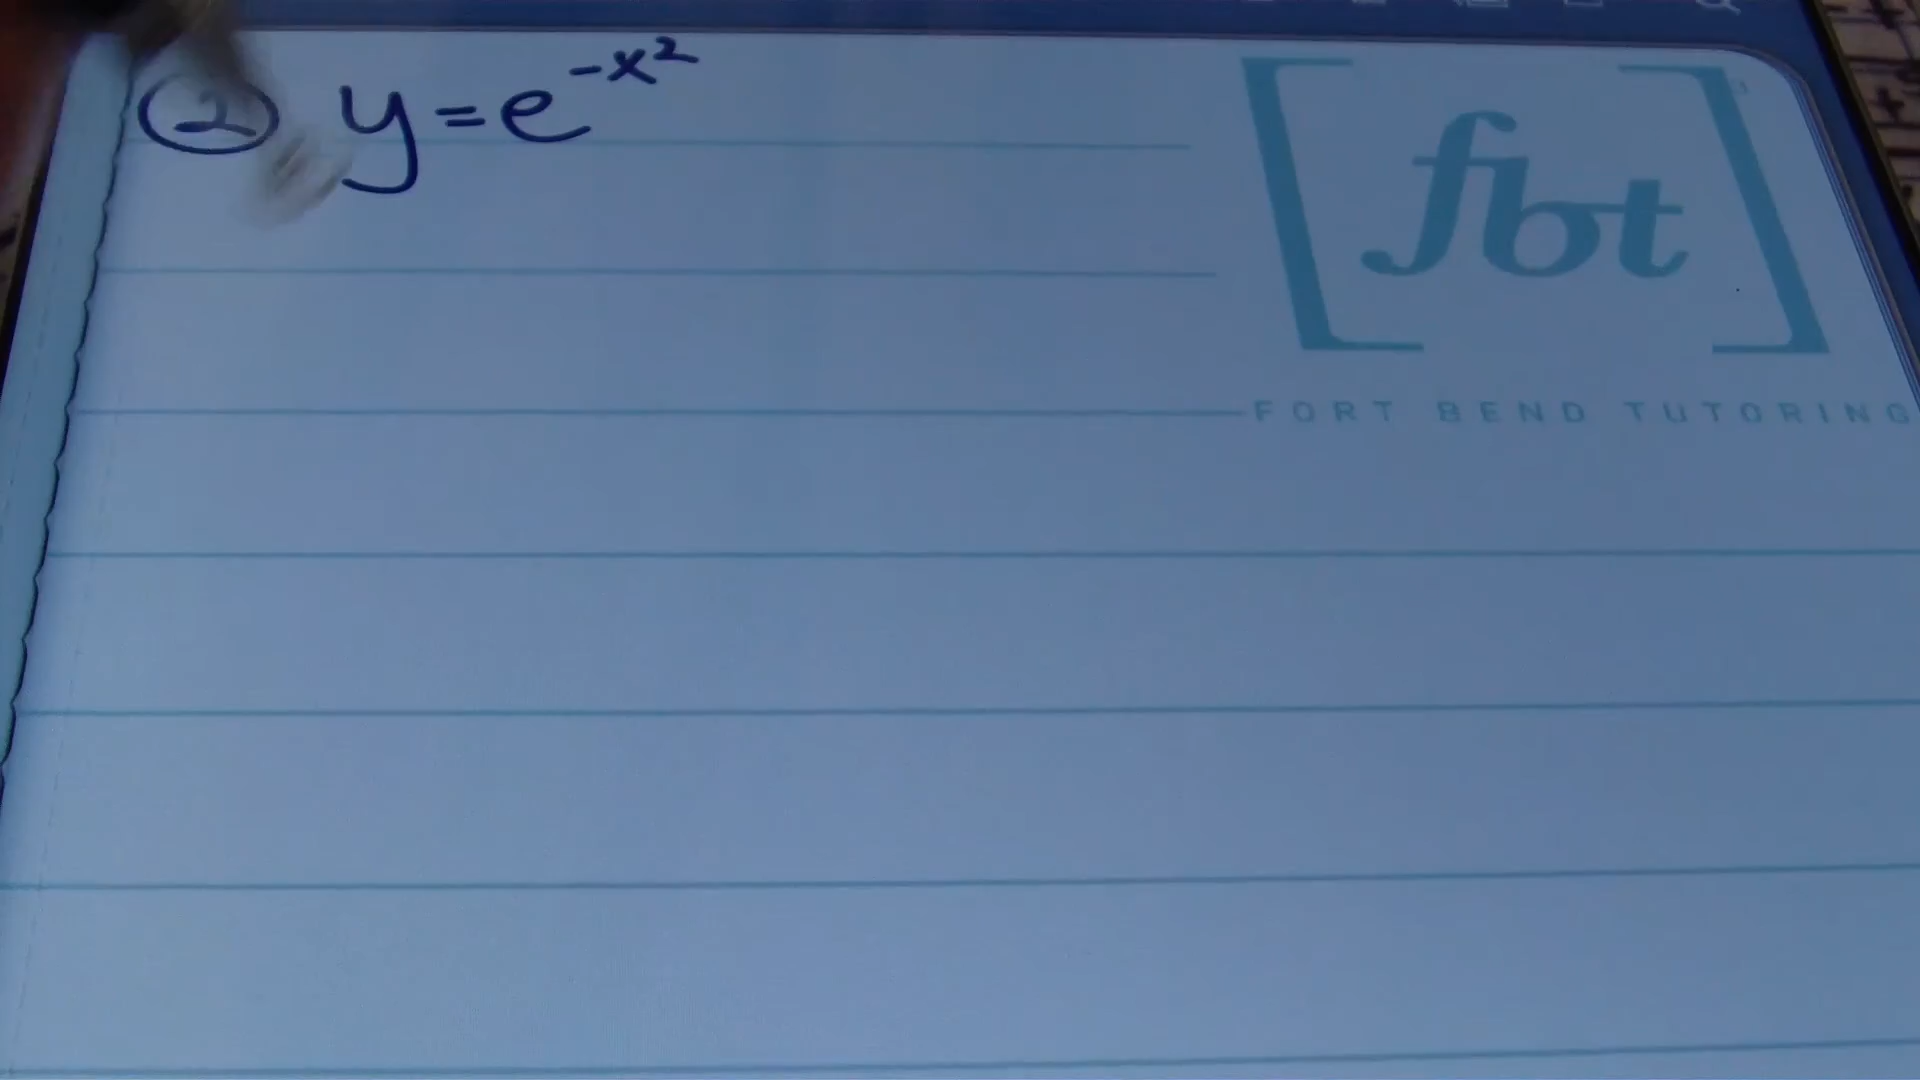 ② y=e^{-x^2}
fbt
FORT BEND TUTORING